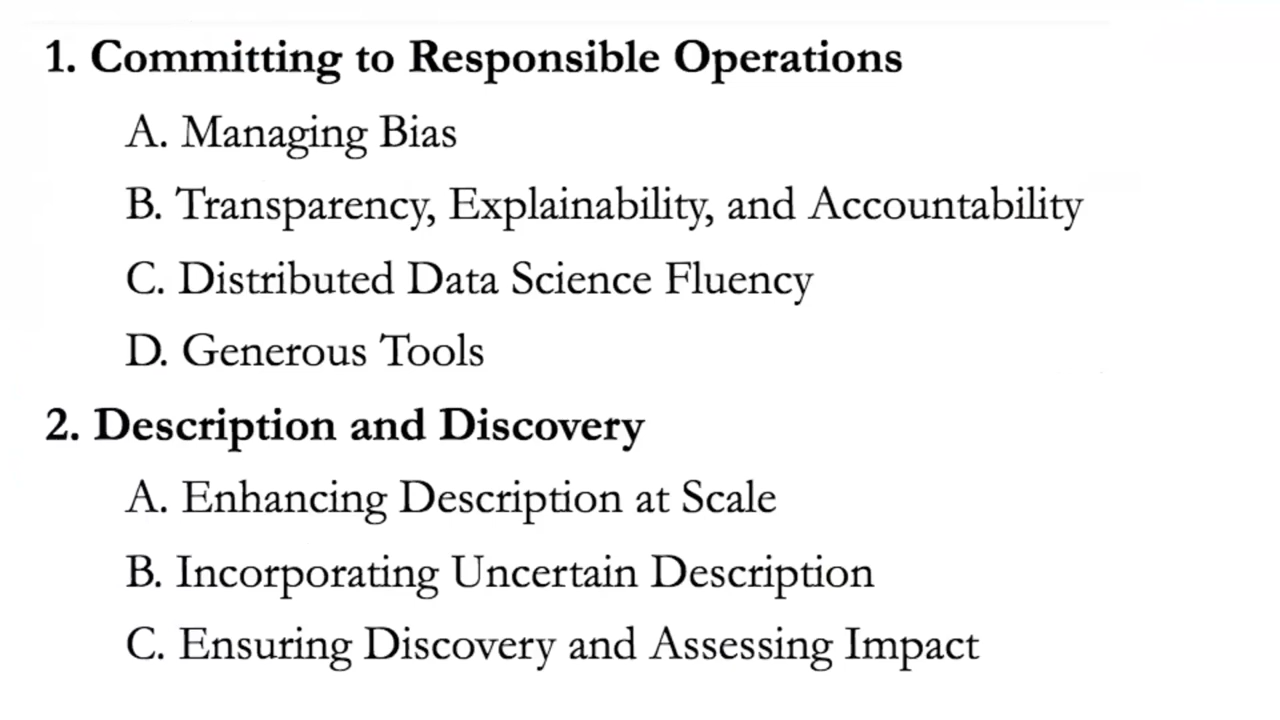 1. Committing to Responsible Operations
A. Managing Bias
B. Transparency, Explainability, and Accountability
C. Distributed Data Science Fluency
D. Generous Tools
2. Description and Discovery
A. Enhancing Description at Scale
B. Incorporating Uncertain Description
C. Ensuring Discovery and Assessing Impact